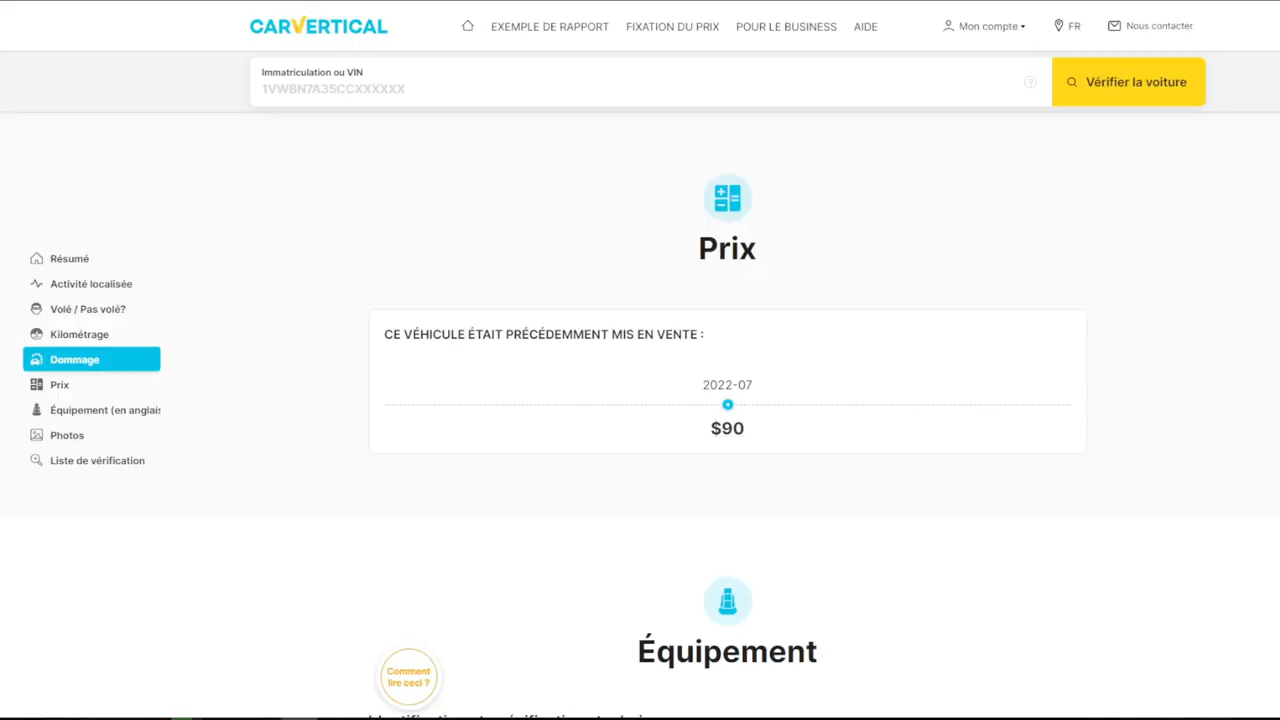 CARVERTICAL
EXEMPLE DE RAPPORT
FIXATION DU PRIX
POUR LE BUSINESS
AIDE
Mon compte
FR
Nous contacter
Immatriculation ou VIN
1VWBN7A35CCXXXXXX
?
Vérifier la voiture
Prix
Résumé
Activité localisée
Volé / Pas volé?
Kilométrage
Dommage
Prix
Équipement (en anglais
Photos
Liste de vérification
CE VÉHICULE ÉTAIT PRÉCÉDEMMENT MIS EN VENTE :
2022-07
$90
Équipement
Comment
lire ceci ?